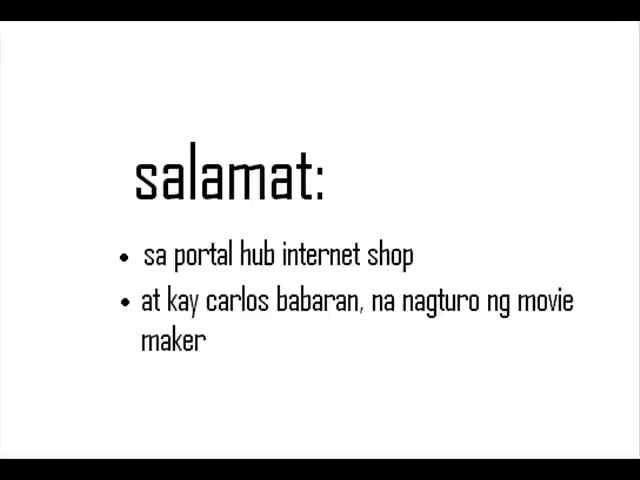 salamat:
• sa portal hub internet shop
• at kay carlos babaran, na nagturo ng movie
maker